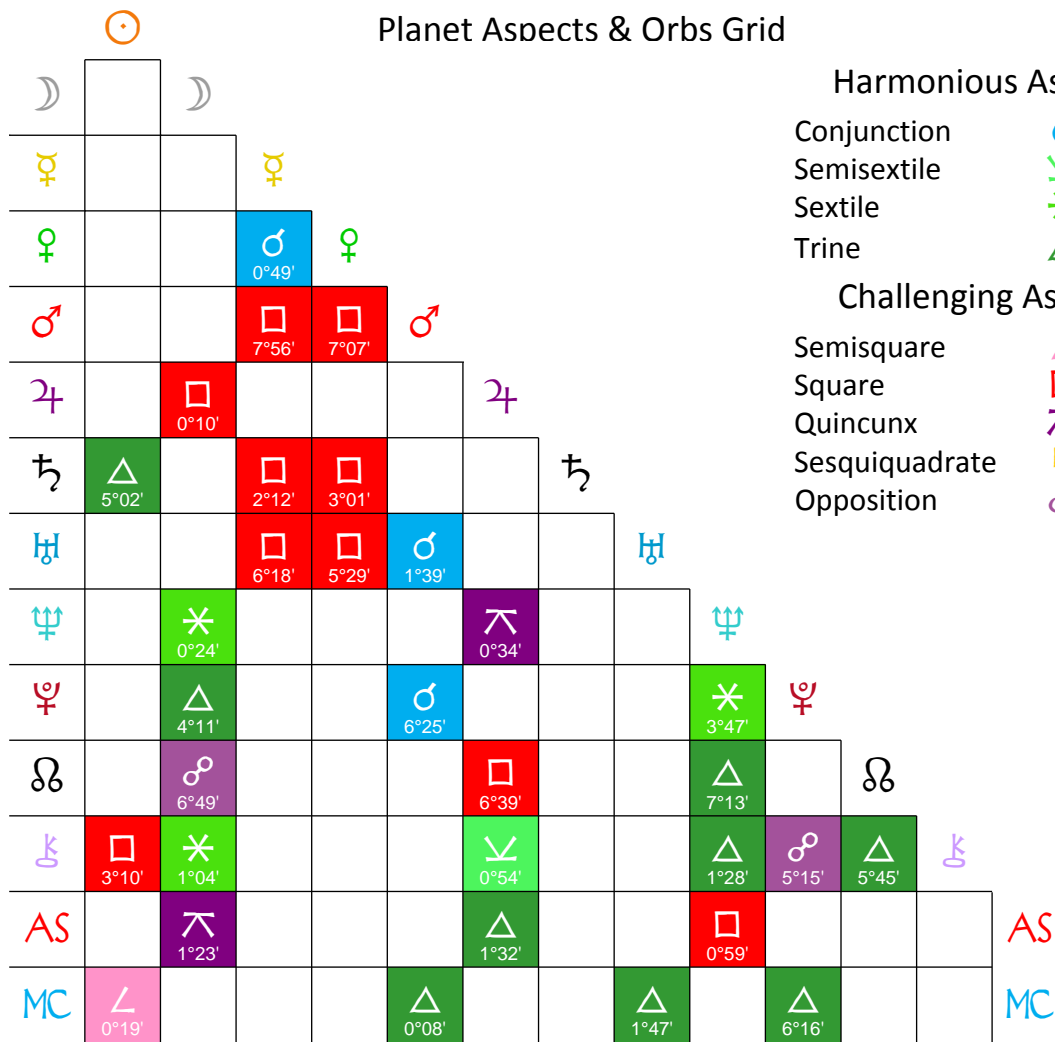 ☉
Planet Aspects & Orbs Grid
☽ ☽
Harmonious As
Conjunction ☌
Semisextile ⚺
Sextile ⚹
Trine △
☿ ☿
♀ ☌ 0°49' ♀
♂ □ 7°56' □ 7°07' ♂
Challenging As
Semisquare ∠
Square □
Quincunx ⚻
Sesquiquadrate
Opposition ☍
♃ □ 0°10' ♃
♄ △ 5°02' □ 2°12' □ 3°01' ♄
♅ □ 6°18' □ 5°29' ☌ 1°39' ♅
♆ ⚹ 0°24' ⚻ 0°34' ♆
♇ △ 4°11' ☌ 6°25' ⚹ 3°47' ♇
☊ ☍ 6°49' □ 6°39' △ 7°13' ☊
⚷ □ 3°10' ⚹ 1°04' ⚺ 0°54' △ 1°28' ☍ 5°15' △ 5°45' ⚷
AS ⚻ 1°23' △ 1°32' □ 0°59' AS
MC ∠ 0°19' △ 0°08' △ 1°47' △ 6°16' MC